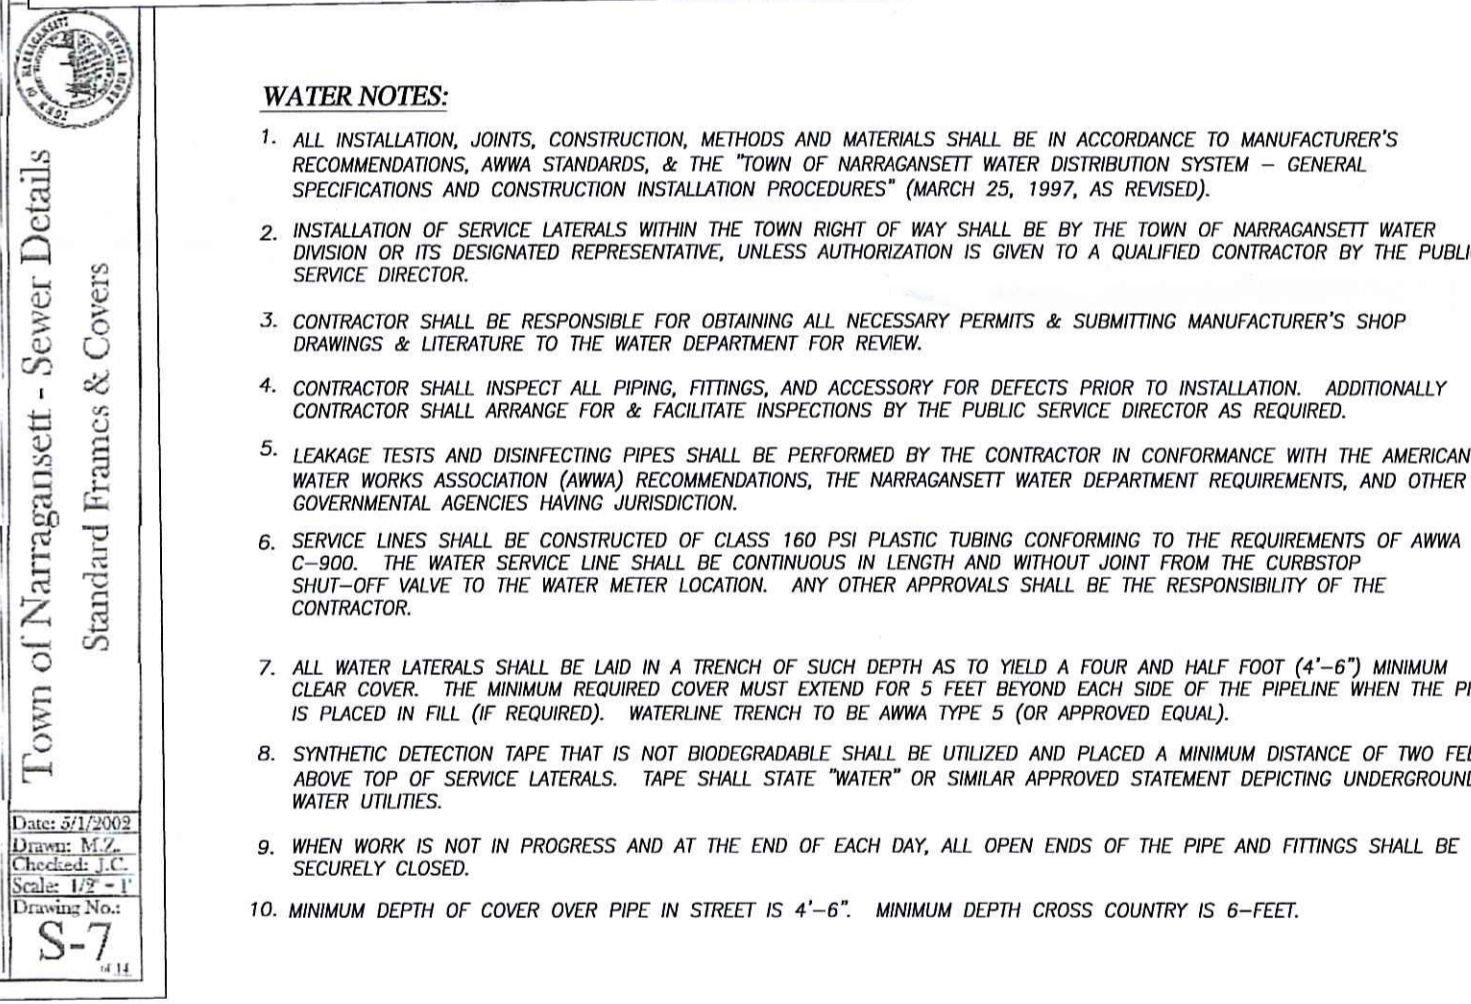 WATER NOTES:
1. ALL INSTALLATION, JOINTS, CONSTRUCTION, METHODS AND MATERIALS SHALL BE IN ACCORDANCE TO MANUFACTURER'S
RECOMMENDATIONS, AWWA STANDARDS, & THE "TOWN OF NARRAGANSETT WATER DISTRIBUTION SYSTEM – GENERAL
SPECIFICATIONS AND CONSTRUCTION INSTALLATION PROCEDURES" (MARCH 25, 1997, AS REVISED).
2. INSTALLATION OF SERVICE LATERALS WITHIN THE TOWN RIGHT OF WAY SHALL BE BY THE TOWN OF NARRAGANSETT WATER
DIVISION OR ITS DESIGNATED REPRESENTATIVE, UNLESS AUTHORIZATION IS GIVEN TO A QUALIFIED CONTRACTOR BY THE PUBLIC
SERVICE DIRECTOR.
3. CONTRACTOR SHALL BE RESPONSIBLE FOR OBTAINING ALL NECESSARY PERMITS & SUBMITTING MANUFACTURER'S SHOP
DRAWINGS & LITERATURE TO THE WATER DEPARTMENT FOR REVIEW.
4. CONTRACTOR SHALL INSPECT ALL PIPING, FITTINGS, AND ACCESSORY FOR DEFECTS PRIOR TO INSTALLATION. ADDITIONALLY
CONTRACTOR SHALL ARRANGE FOR & FACILITATE INSPECTIONS BY THE PUBLIC SERVICE DIRECTOR AS REQUIRED.
5. LEAKAGE TESTS AND DISINFECTING PIPES SHALL BE PERFORMED BY THE CONTRACTOR IN CONFORMANCE WITH THE AMERICAN
WATER WORKS ASSOCIATION (AWWA) RECOMMENDATIONS, THE NARRAGANSETT WATER DEPARTMENT REQUIREMENTS, AND OTHER
GOVERNMENTAL AGENCIES HAVING JURISDICTION.
6. SERVICE LINES SHALL BE CONSTRUCTED OF CLASS 160 PSI PLASTIC TUBING CONFORMING TO THE REQUIREMENTS OF AWWA
C–900. THE WATER SERVICE LINE SHALL BE CONTINUOUS IN LENGTH AND WITHOUT JOINT FROM THE CURBSTOP
SHUT–OFF VALVE TO THE WATER METER LOCATION. ANY OTHER APPROVALS SHALL BE THE RESPONSIBILITY OF THE
CONTRACTOR.
7. ALL WATER LATERALS SHALL BE LAID IN A TRENCH OF SUCH DEPTH AS TO YIELD A FOUR AND HALF FOOT (4'–6") MINIMUM
CLEAR COVER. THE MINIMUM REQUIRED COVER MUST EXTEND FOR 5 FEET BEYOND EACH SIDE OF THE PIPELINE WHEN THE PI
IS PLACED IN FILL (IF REQUIRED). WATERLINE TRENCH TO BE AWWA TYPE 5 (OR APPROVED EQUAL).
8. SYNTHETIC DETECTION TAPE THAT IS NOT BIODEGRADABLE SHALL BE UTILIZED AND PLACED A MINIMUM DISTANCE OF TWO FEE
ABOVE TOP OF SERVICE LATERALS. TAPE SHALL STATE "WATER" OR SIMILAR APPROVED STATEMENT DEPICTING UNDERGROUND
WATER UTILITIES.
9. WHEN WORK IS NOT IN PROGRESS AND AT THE END OF EACH DAY, ALL OPEN ENDS OF THE PIPE AND FITTINGS SHALL BE
SECURELY CLOSED.
10. MINIMUM DEPTH OF COVER OVER PIPE IN STREET IS 4'–6". MINIMUM DEPTH CROSS COUNTRY IS 6–FEET.
Town of Narragansett - Sewer Details
Standard Frames & Covers
Date: 5/1/2002
Drawn: M.Z.
Checked: J.C.
Scale: 1/2" - 1'
Drawing No.:
S-7
of 14